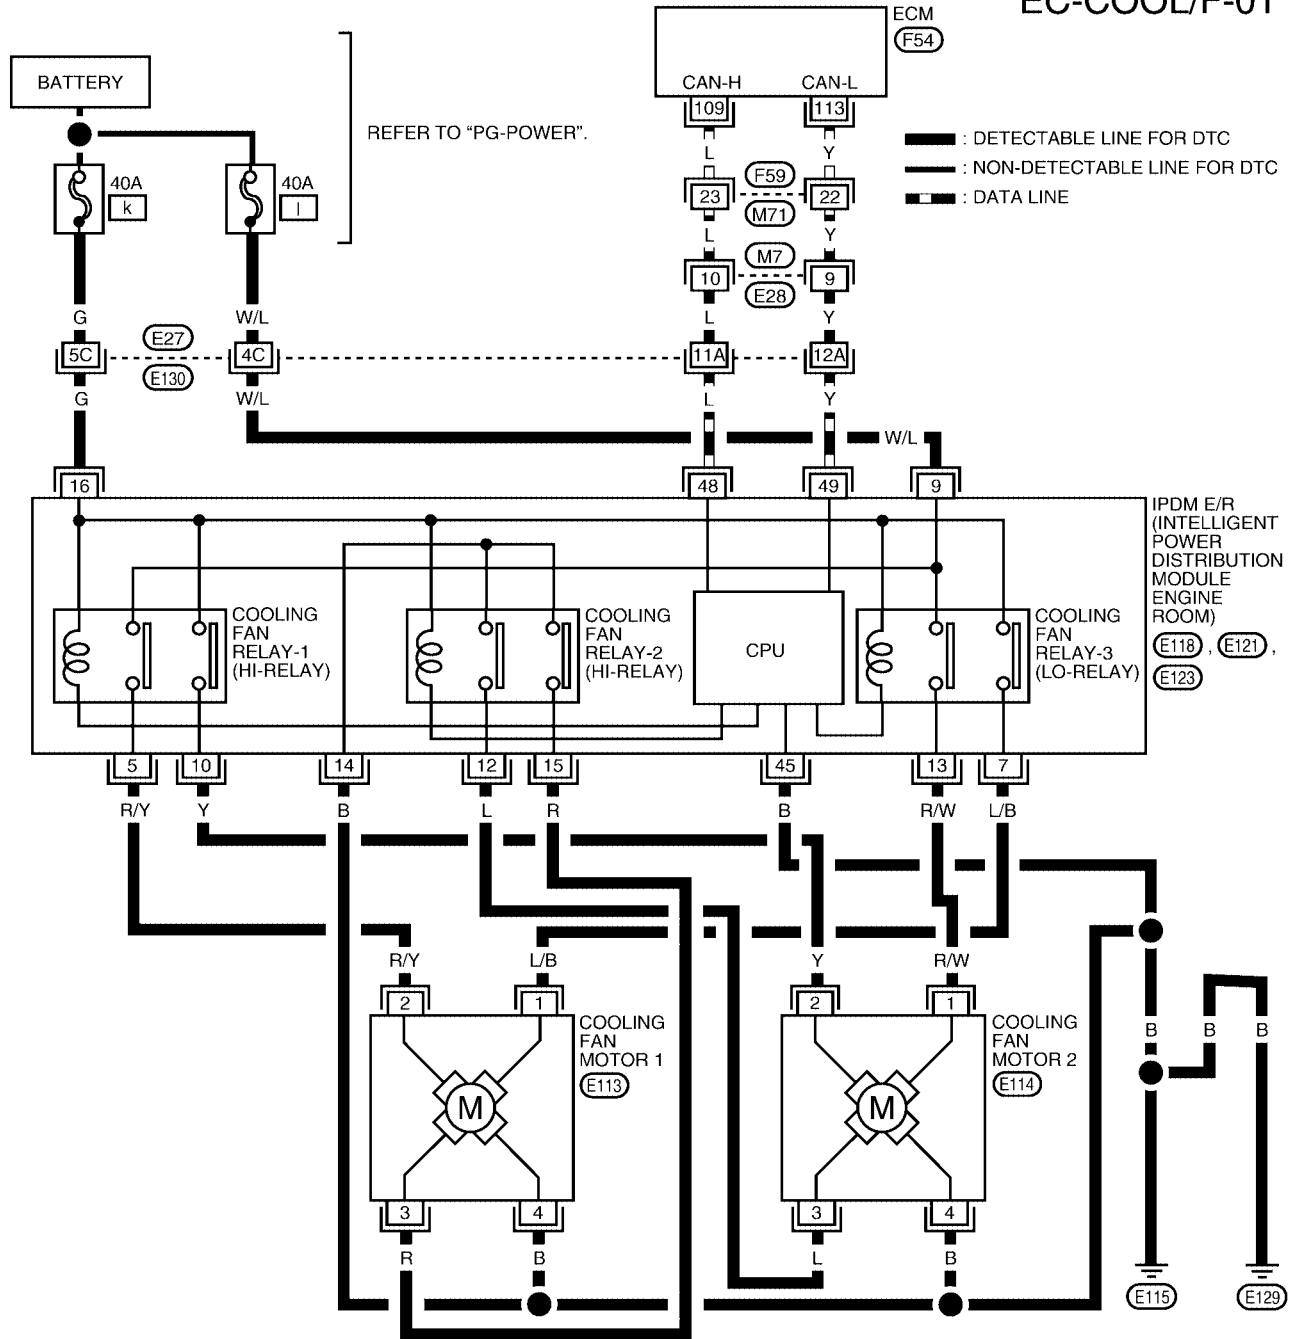 EC-COOL/F-01
ECM
F54
BATTERY
CAN-H CAN-L
109 113
REFER TO “PG-POWER”.
: DETECTABLE LINE FOR DTC
: NON-DETECTABLE LINE FOR DTC
: DATA LINE
L Y
40A
k
40A
l
F59
23 22
M71
L Y
M7
10 9
E28
G W/L L Y
E27
5C 4C 11A 12A
E130
G W/L L Y
W/L
16 48 49 9
IPDM E/R
(INTELLIGENT
POWER
DISTRIBUTION
MODULE
ENGINE
ROOM)
E118 , E121 ,
E123
COOLING
FAN
RELAY-1
(HI-RELAY)
COOLING
FAN
RELAY-2
(HI-RELAY)
CPU
COOLING
FAN
RELAY-3
(LO-RELAY)
5 10 14 12 15 45 13 7
R/Y Y B L R B R/W L/B
R/Y L/B Y R/W
2 1 2 1
COOLING
FAN
MOTOR 1
E113
COOLING
FAN
MOTOR 2
E114
B B B
M M
3 4 3 4
R B L B
E115 E129